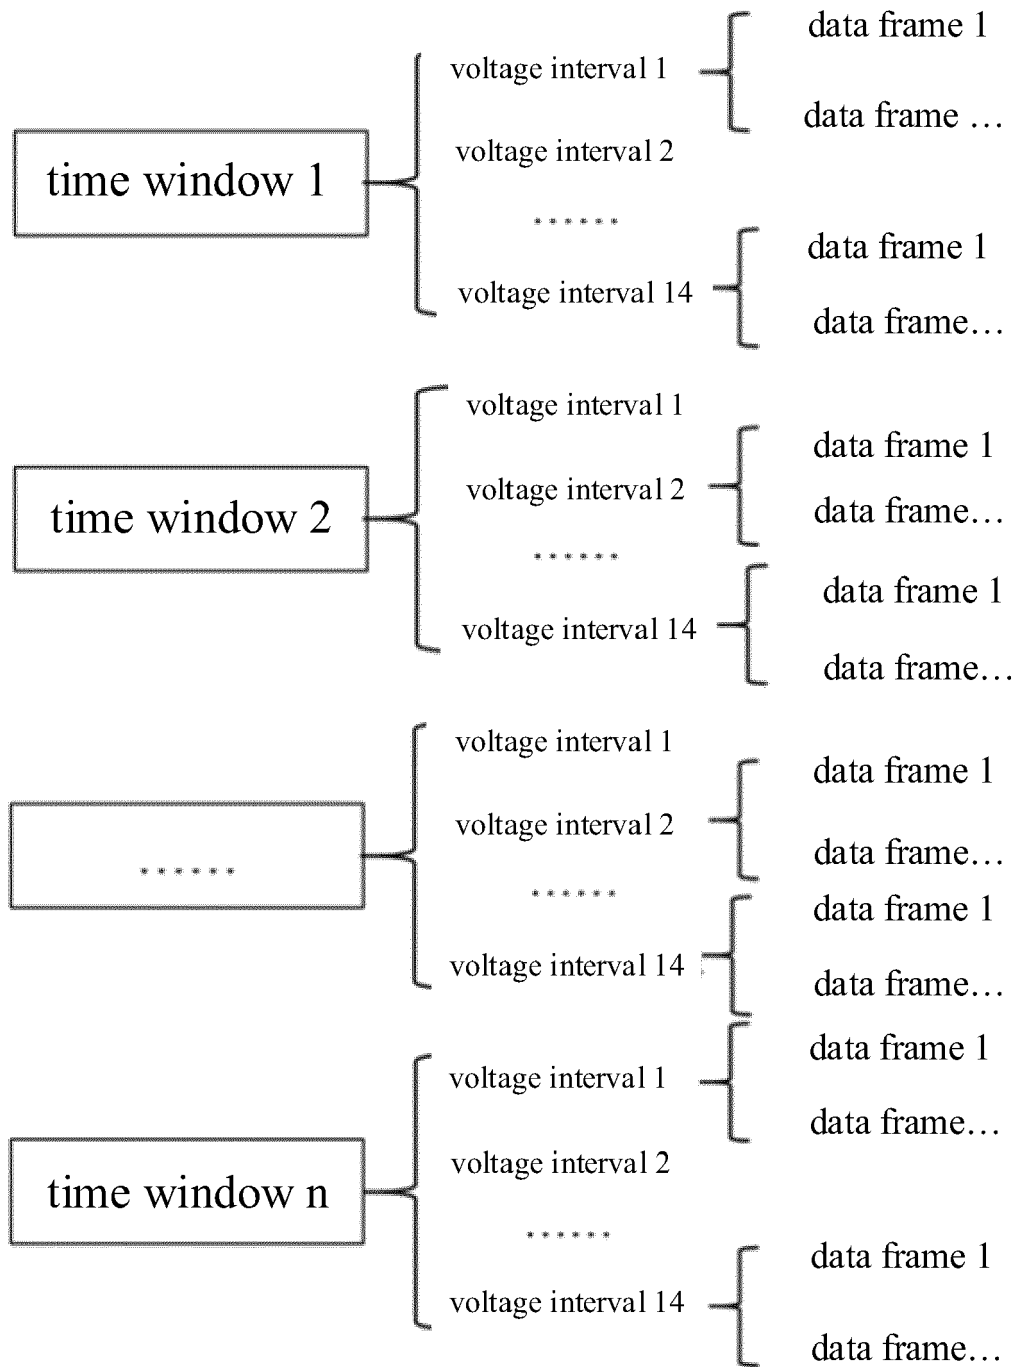 data frame 1
voltage interval 1
data frame …
voltage interval 2
time window 1
......
data frame 1
voltage interval 14
data frame…
voltage interval 1
data frame 1
voltage interval 2
data frame…
time window 2
......
data frame 1
voltage interval 14
data frame…
voltage interval 1
data frame 1
voltage interval 2
data frame…
......
......
data frame 1
voltage interval 14
data frame…
data frame 1
voltage interval 1
data frame…
voltage interval 2
time window n
......
data frame 1
voltage interval 14
data frame…